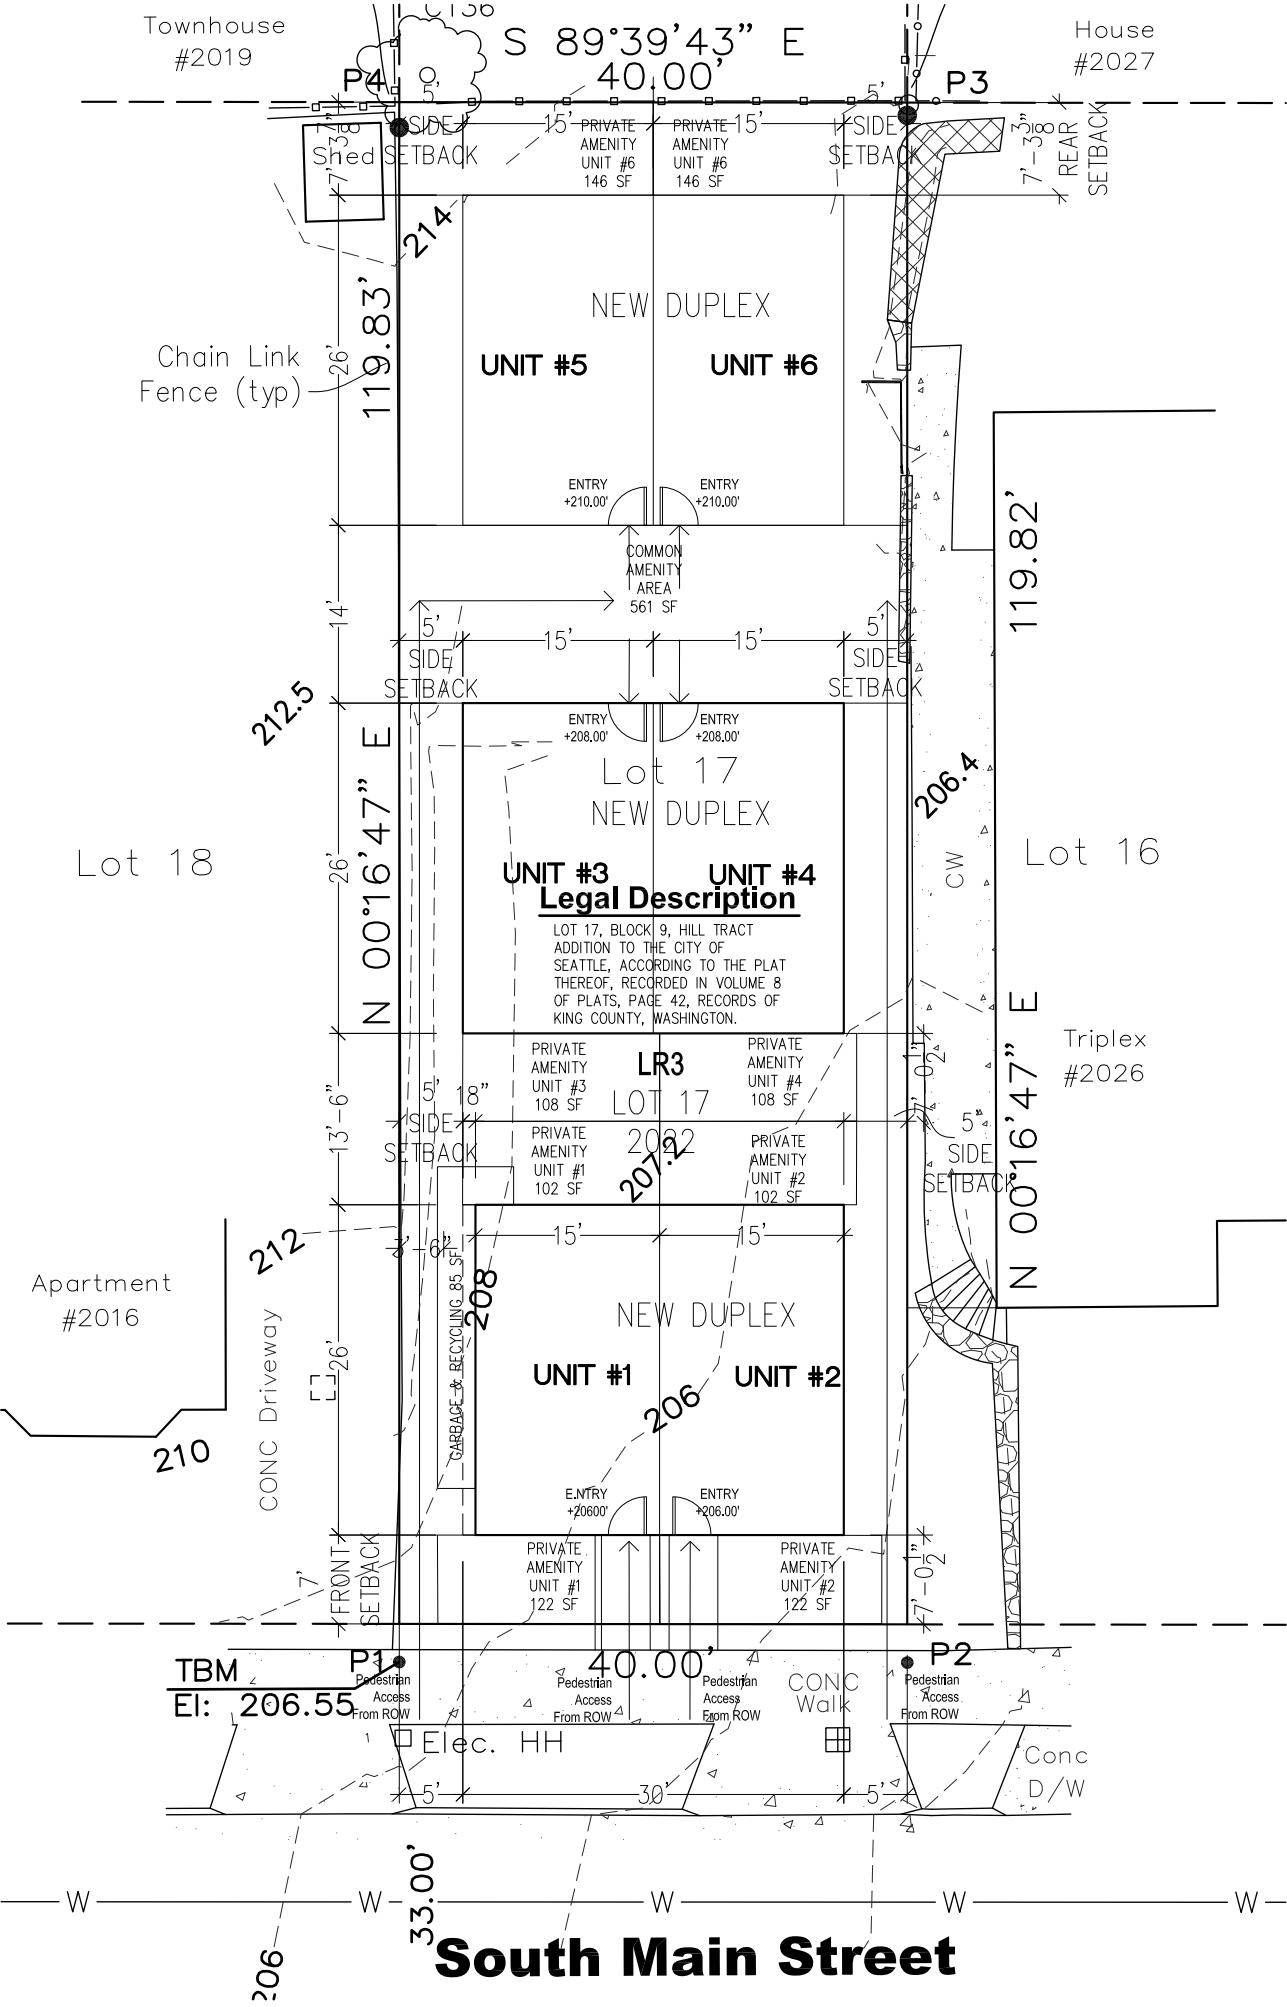 C136
Townhouse
#2019
S 89°39'43" E
40.00'
House
#2027
P4
P3
5'
SIDE
SETBACK
15'
PRIVATE
AMENITY
UNIT #6
146 SF
PRIVATE
AMENITY
UNIT #6
146 SF
15'
5'
SIDE
SETBACK
REAR
SETBACK
Shed
214
NEW DUPLEX
119.83'
26'
UNIT #5
UNIT #6
Chain Link
Fence (typ)
ENTRY
+210.00'
ENTRY
+210.00'
119.82'
COMMON
AMENITY
AREA
561 SF
14'
5'
SIDE
SETBACK
15'
15'
5'
SIDE
SETBACK
212.5
ENTRY
+208.00'
ENTRY
+208.00'
Lot 17
NEW DUPLEX
206.4
N 00°16'47" E
26'
Lot 18
Lot 16
CW
UNIT #3
UNIT #4
Legal Description
LOT 17, BLOCK 9, HILL TRACT
ADDITION TO THE CITY OF
SEATTLE, ACCORDING TO THE PLAT
THEREOF, RECORDED IN VOLUME 8
OF PLATS, PAGE 42, RECORDS OF
KING COUNTY, WASHINGTON.
PRIVATE
AMENITY
UNIT #3
108 SF
LR3
PRIVATE
AMENITY
UNIT #4
108 SF
Triplex
#2026
LOT 17
2022
13'-6"
5'
SIDE
SETBACK
18"
PRIVATE
AMENITY
UNIT #1
102 SF
207.2
PRIVATE
AMENITY
UNIT #2
102 SF
SIDE
SETBACK
N 00°16'47" E
212
3'-6"
15'
15'
GARBAGE & RECYCLING 85 SF
208
Apartment
#2016
NEW DUPLEX
26'
UNIT #1
UNIT #2
CONC Driveway
206
210
ENTRY
+20600'
ENTRY
+206.00'
7'
FRONT
SETBACK
PRIVATE
AMENITY
UNIT #1
122 SF
PRIVATE
AMENITY
UNIT #2
122 SF
P1
40.00'
P2
TBM
El: 206.55
Pedestrian
Access
From ROW
Pedestrian
Access
From ROW
Pedestrian
Access
From ROW
CONC
Walk
Pedestrian
Access
From ROW
Elec. HH
Conc
D/W
5'
30'
5'
33.00'
W
W
W
W
W
South Main Street
206